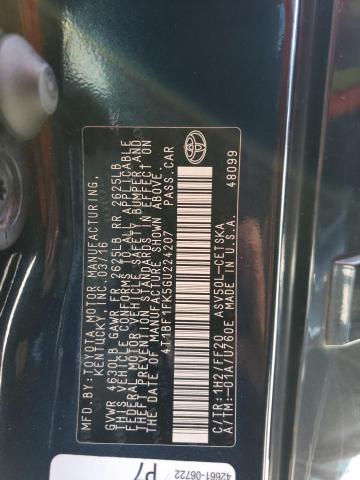 MFD. BY: TOYOTA MOTOR MANUFACTURING,
KENTUCKY, INC. 03/16
GVWR 4630LB GAWR FR 2625LB RR 2625LB
THIS VEHICLE CONFORMS TO ALL APPLICABLE
FEDERAL MOTOR VEHICLE SAFETY, BUMPER, AND
THEFT PREVENTION STANDARDS IN EFFECT ON
THE DATE OF MANUFACTURE SHOWN ABOVE.
4T1BF1FK5GU224207 PASS.CAR
C/TR: 1H2/FF20 ASV50L-CETSKA
A/TM: -01A/U760E MADE IN U.S.A.
48099
42661-06722
P7